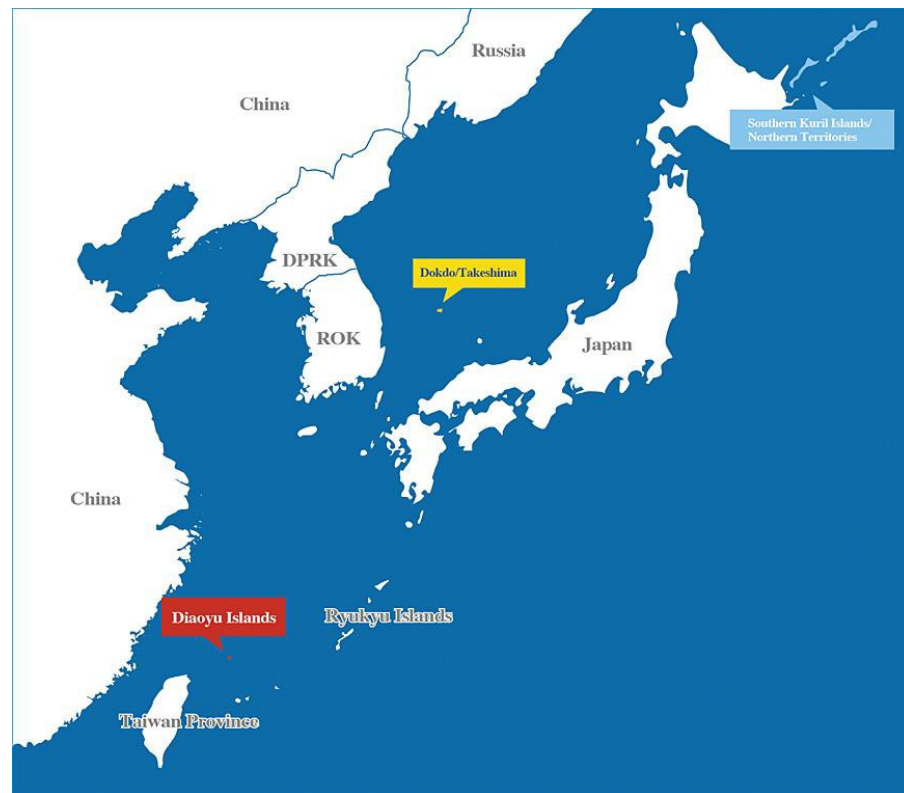 Russia
China
Southern Kuril Islands/
Northern Territories
DPRK
Dokdo/Takeshima
ROK
Japan
China
Diaoyu Islands
Ryukyu Islands
Taiwan Province